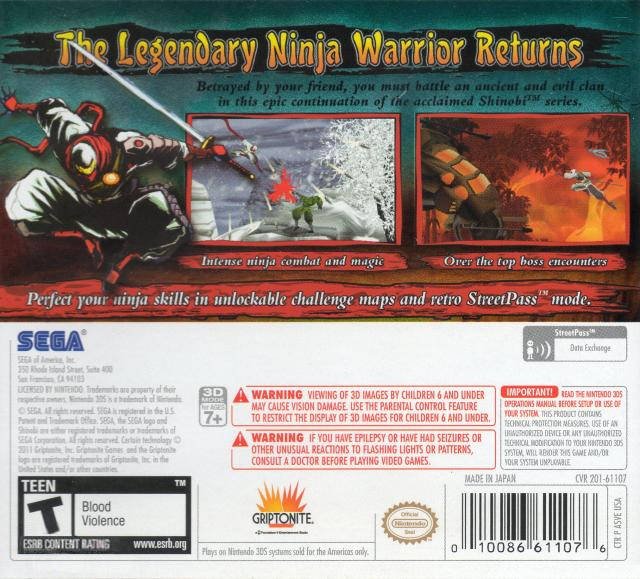 The Legendary Ninja Warrior Returns
Betrayed by your friend, you must battle an ancient and evil clan
in this epic continuation of the acclaimed Shinobi™ series.
Intense ninja combat and magic
Over the top boss encounters
Perfect your ninja skills in unlockable challenge maps and retro StreetPass™ mode.
SEGA®
SEGA of America, Inc.
350 Rhode Island Street, Suite 400
San Francisco, CA 94103
LICENSED BY NINTENDO. Trademarks are property of their
respective owners. Nintendo 3DS is a trademark of Nintendo.
© SEGA. All rights reserved. SEGA is registered in the U.S.
Patent and Trademark Office. SEGA, the SEGA logo and
Shinobi are either registered trademarks or trademarks of
SEGA Corporation. All rights reserved. Certain technology ©
2011 Griptonite, Inc. Griptonite Games and the Griptonite
logo are registered trademarks of Griptonite, Inc. in the
United States and/or other countries.
3D
MODE
for AGES
7+
WARNING VIEWING OF 3D IMAGES BY CHILDREN 6 AND UNDER
MAY CAUSE VISION DAMAGE. USE THE PARENTAL CONTROL FEATURE
TO RESTRICT THE DISPLAY OF 3D IMAGES FOR CHILDREN 6 AND UNDER.
WARNING IF YOU HAVE EPILEPSY OR HAVE HAD SEIZURES OR
OTHER UNUSUAL REACTIONS TO FLASHING LIGHTS OR PATTERNS,
CONSULT A DOCTOR BEFORE PLAYING VIDEO GAMES.
StreetPass™
Data Exchange
IMPORTANT! READ THE NINTENDO 3DS
OPERATIONS MANUAL BEFORE SETUP OR USE OF
YOUR SYSTEM. THIS PRODUCT CONTAINS
TECHNICAL PROTECTION MEASURES. USE OF AN
UNAUTHORIZED DEVICE OR ANY UNAUTHORIZED
TECHNICAL MODIFICATION TO YOUR NINTENDO 3DS
SYSTEM, WILL RENDER THIS GAME AND/OR
YOUR SYSTEM UNPLAYABLE.
TEEN ™
T
Blood
Violence
ESRB CONTENT RATING www.esrb.org
GRIPTONITE.
Plays on Nintendo 3DS systems sold for the Americas only.
Official
Nintendo
Seal
MADE IN JAPAN
CVR 201-61107
0 10086 61107 6
CTR P ASVE USA